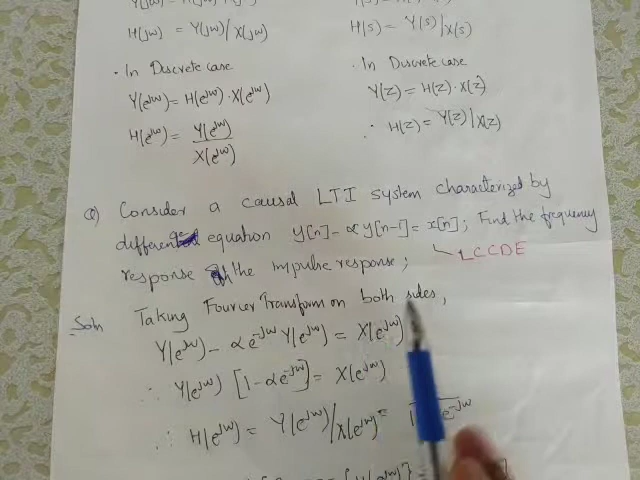 H(jω) = Y(jω)/X(jω)
H(s) = Y(s)/X(s)
· In Discrete case
Y(e^jω) = H(e^jω) · X(e^jω)
H(e^jω) = Y(e^jω)/X(e^jω)
· In Discrete case
Y(z) = H(z) · X(z)
∴ H(z) = Y(z)/X(z)
Q) Consider a causal LTI system characterized by
equation y[n] - αy[n-1] = x[n]; Find the frequency
response the impulse response;
LCCDE
Soln Taking Fourier Transform on both sides,
Y(e^jω) - αe^-jω Y(e^jω) = X(e^jω)
∴ Y(e^jω) [1 - αe^-jω] = X(e^jω)
∴ H(e^jω) = Y(e^jω)/X(e^jω) =